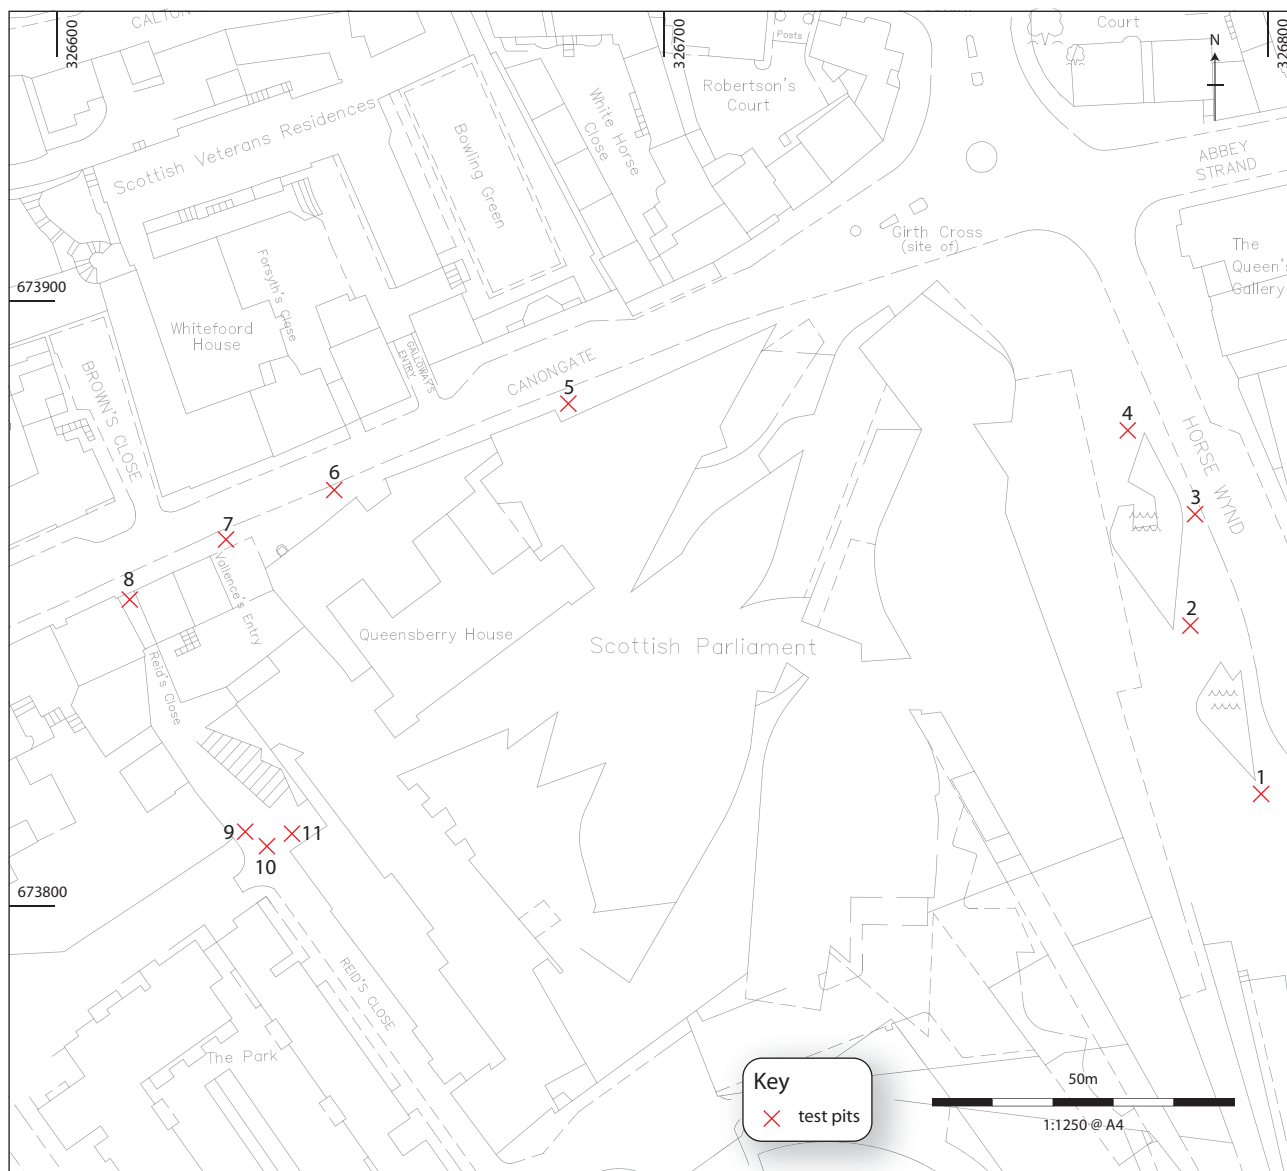 326600
CALTON
326700
Posts
Court
N
326800
Robertson's
Court
White Horse
Close
Bowling Green
Scottish Veterans Residences
ABBEY
STRAND
Girth Cross
(site of)
The
Queen's
Gallery
Forsyth's Close
673900
Whitefoord
House
GALLOWAY'S
ENTRY
CANONGATE
BROWN'S CLOSE
5
4
HORSE WYND
6
3
7
Vallence's Entry
8
2
Queensberry House
Scottish Parliament
Reid's Close
1
9
11
10
673800
REID'S CLOSE
The Park
Key
test pits
50m
1:1250 @ A4